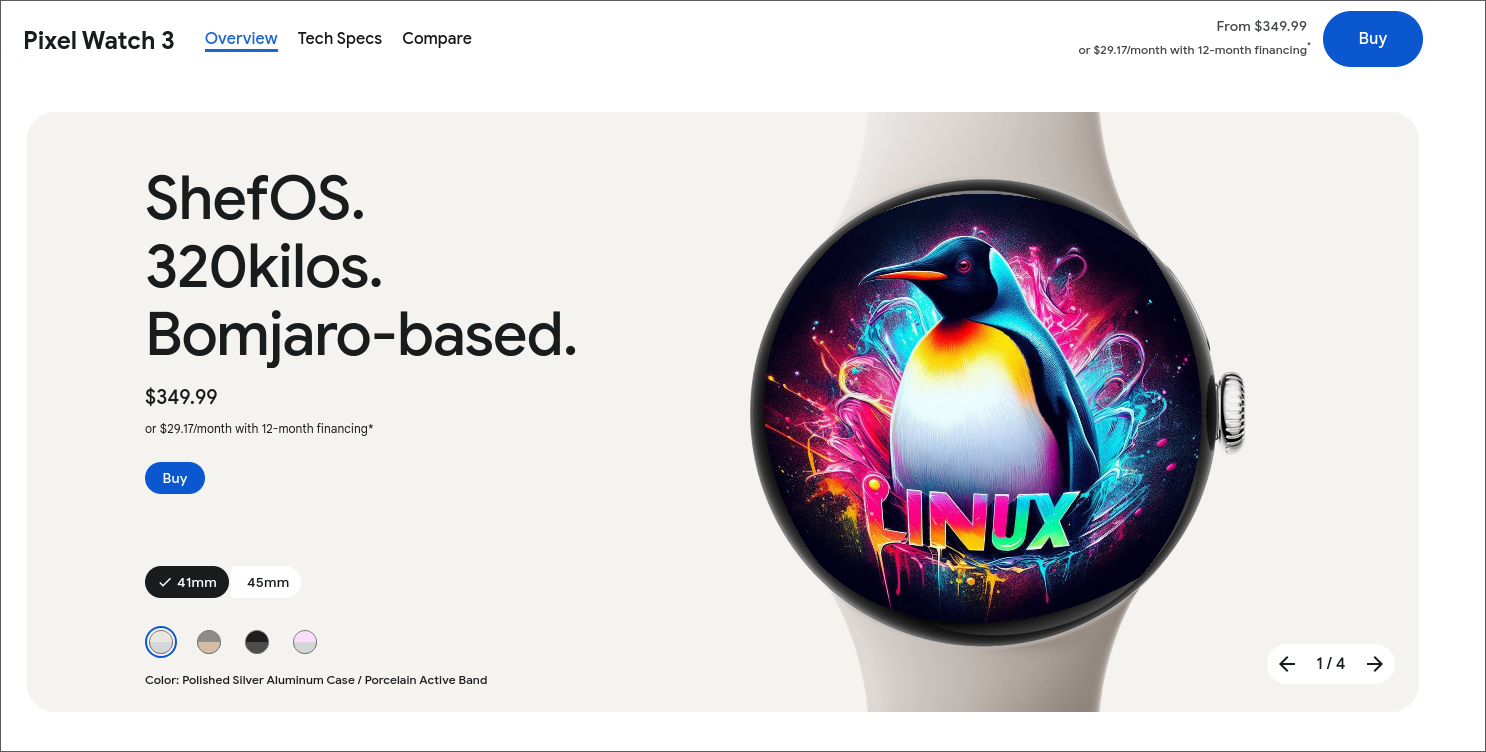 Pixel Watch 3
Overview
Tech Specs
Compare
From $349.99
or $29.17/month with 12-month financing*
Buy
ShefOS.
320kilos.
Bomjaro-based.
$349.99
or $29.17/month with 12-month financing*
Buy
41mm
45mm
Color: Polished Silver Aluminum Case / Porcelain Active Band
LINUX
1 / 4